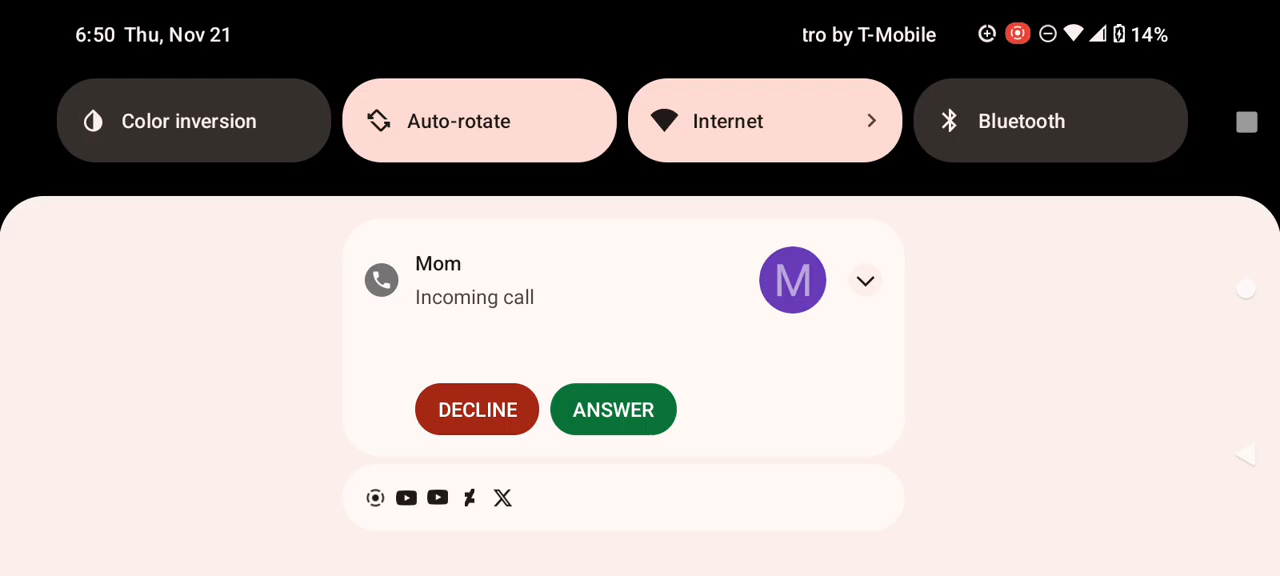 6:50 Thu, Nov 21 tro by T-Mobile 14%
Color inversion Auto-rotate Internet Bluetooth
Mom
M
Incoming call
DECLINE ANSWER